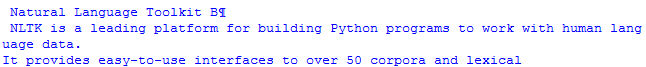 Natural Language Toolkit B¶
NLTK is a leading platform for building Python programs to work with human lang
uage data.
It provides easy-to-use interfaces to over 50 corpora and lexical